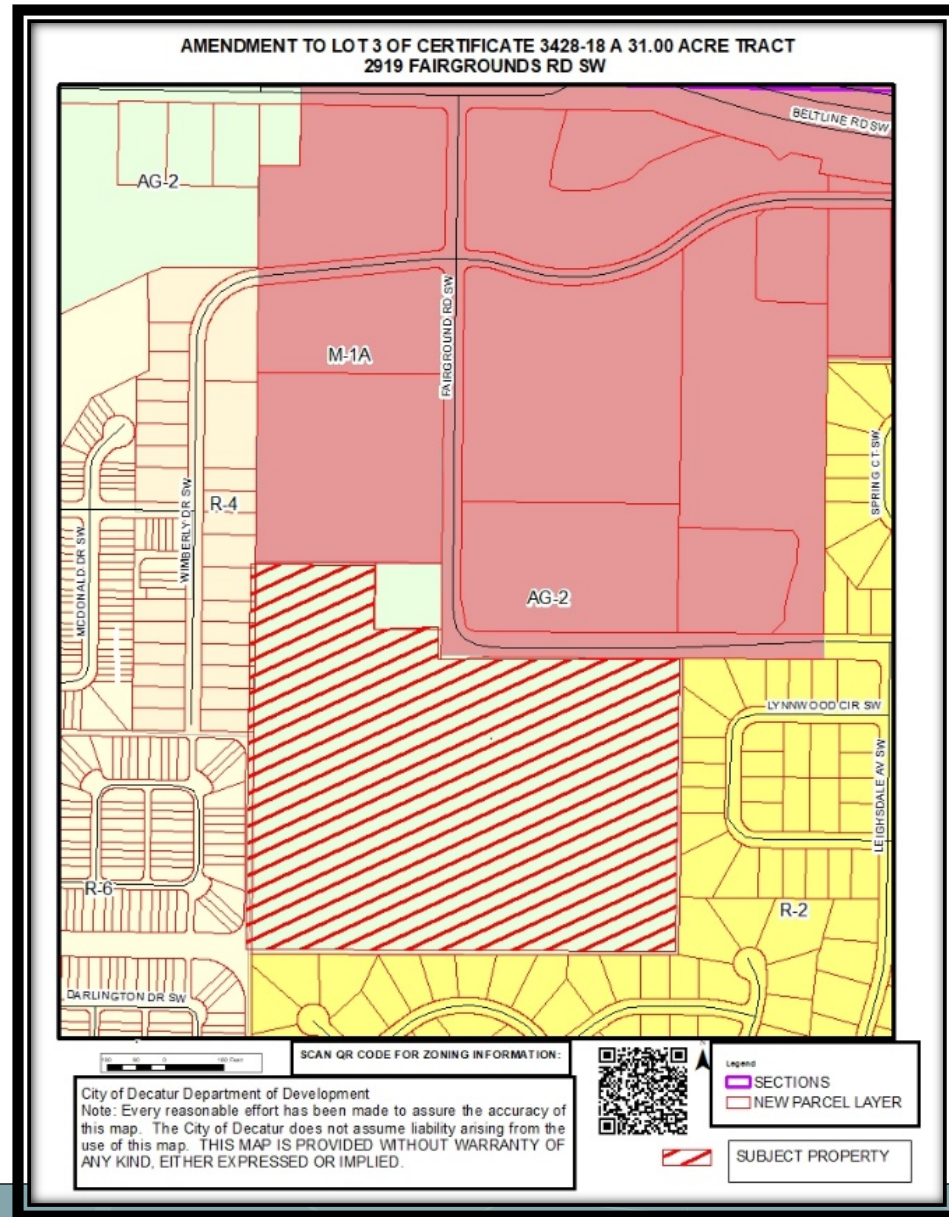 AMENDMENT TO LOT 3 OF CERTIFICATE 3428-18 A 31.00 ACRE TRACT
2919 FAIRGROUNDS RD SW
BELTLINE RD SW
AG-2
FAIRGROUND RD SW
M-1A
SPRING CT SW
R-4
WIMBERLY DR SW
MCDONALD DR SW
AG-2
LYNNWOOD CIR SW
LEIGHSDALE AV SW
R-6
R-2
DARLINGTON DR SW
SCAN QR CODE FOR ZONING INFORMATION:
N
Legend
SECTIONS
NEW PARCEL LAYER
City of Decatur Department of Development
Note: Every reasonable effort has been made to assure the accuracy of
this map. The City of Decatur does not assume liability arising from the
use of this map. THIS MAP IS PROVIDED WITHOUT WARRANTY OF
ANY KIND, EITHER EXPRESSED OR IMPLIED.
SUBJECT PROPERTY